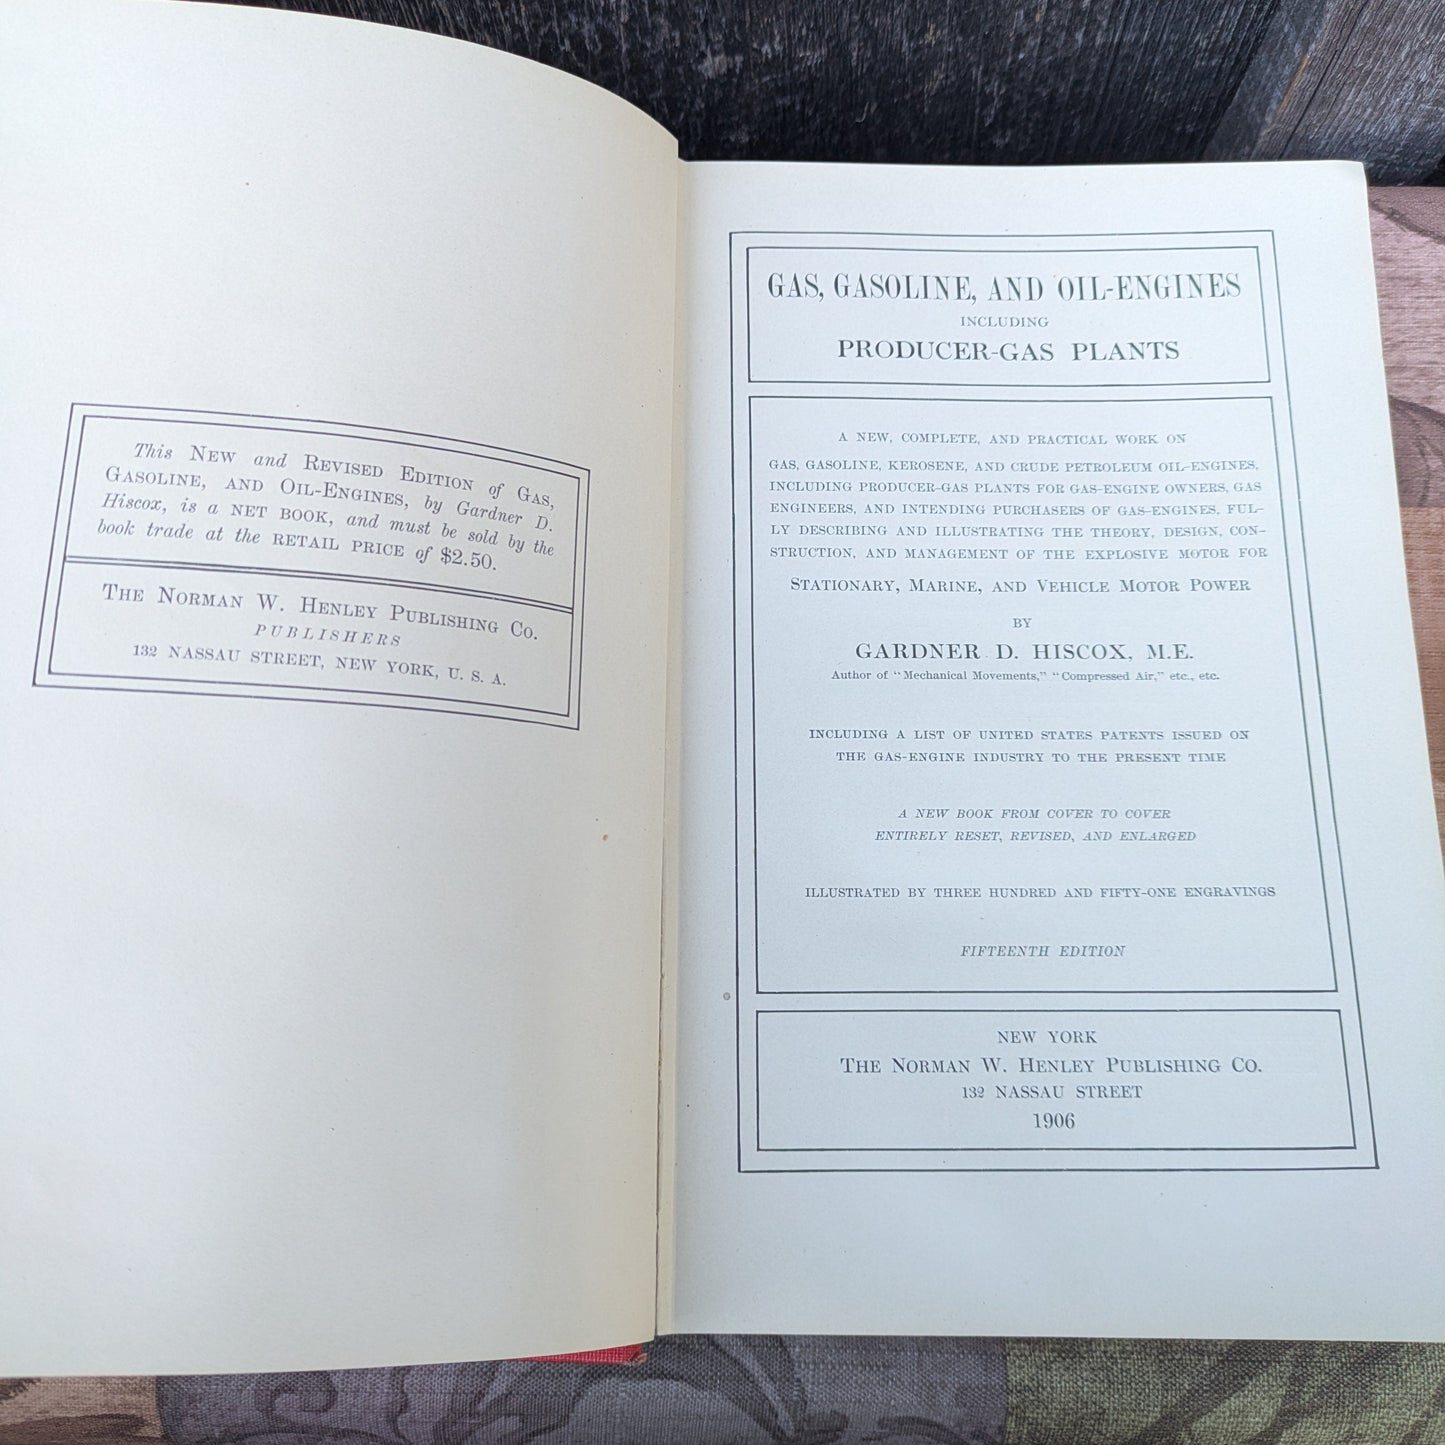 This NEW and REVISED EDITION of GAS,
GASOLINE, AND OIL-ENGINES, by Gardner D.
Hiscox, is a NET BOOK, and must be sold by the
book trade at the RETAIL PRICE of $2.50.
THE NORMAN W. HENLEY PUBLISHING CO.
PUBLISHERS
132 NASSAU STREET, NEW YORK, U. S. A.
GAS, GASOLINE, AND OIL-ENGINES
INCLUDING
PRODUCER-GAS PLANTS
A NEW, COMPLETE, AND PRACTICAL WORK ON
GAS, GASOLINE, KEROSENE, AND CRUDE PETROLEUM OIL-ENGINES,
INCLUDING PRODUCER-GAS PLANTS FOR GAS-ENGINE OWNERS, GAS
ENGINEERS, AND INTENDING PURCHASERS OF GAS-ENGINES, FUL-
LY DESCRIBING AND ILLUSTRATING THE THEORY, DESIGN, CON-
STRUCTION, AND MANAGEMENT OF THE EXPLOSIVE MOTOR FOR
STATIONARY, MARINE, AND VEHICLE MOTOR POWER
BY
GARDNER D. HISCOX, M.E.
Author of "Mechanical Movements," "Compressed Air," etc., etc.
INCLUDING A LIST OF UNITED STATES PATENTS ISSUED ON
THE GAS-ENGINE INDUSTRY TO THE PRESENT TIME
A NEW BOOK FROM COVER TO COVER
ENTIRELY RESET, REVISED, AND ENLARGED
ILLUSTRATED BY THREE HUNDRED AND FIFTY-ONE ENGRAVINGS
FIFTEENTH EDITION
NEW YORK
THE NORMAN W. HENLEY PUBLISHING CO.
132 NASSAU STREET
1906